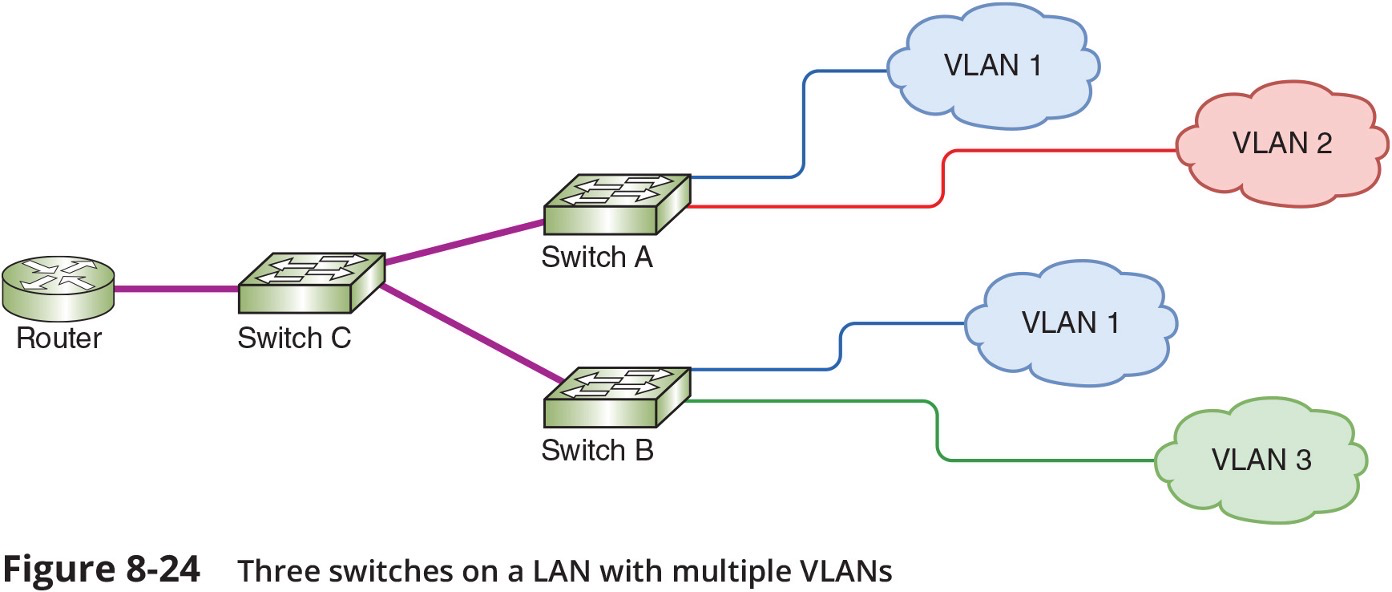 VLAN 1
VLAN 2
Switch A
Router
Switch C
VLAN 1
Switch B
VLAN 3
Figure 8-24 Three switches on a LAN with multiple VLANs